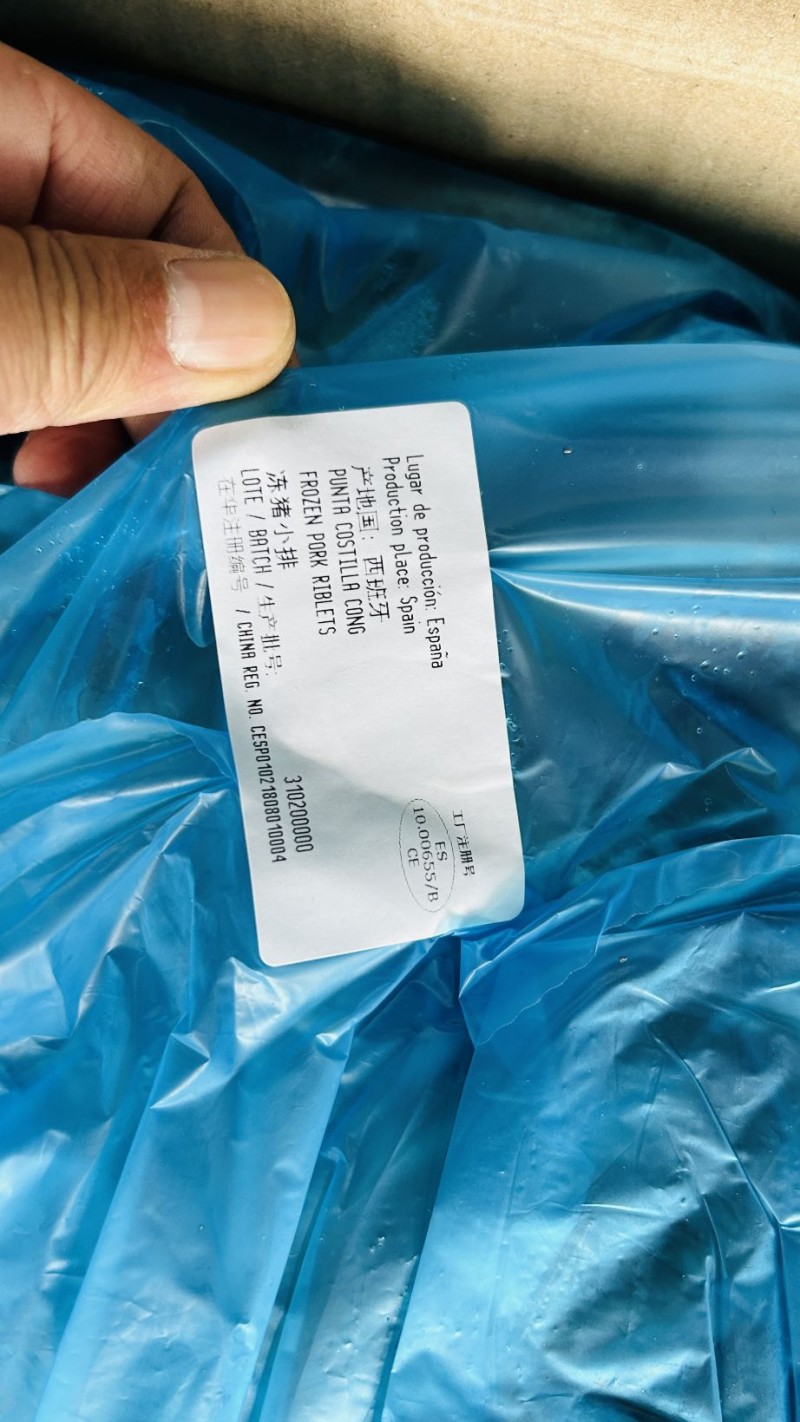 Lugar de producción: España
Production place: Spain
产地国: 西班牙
PUNTA COSTILLA CONG
FROZEN PORK RIBLETS
冻猪小排
LOTE / BATCH / 生产批号: 310200000
在华注册编号 / CHINA REG. NO. CESP01021808010004
工厂注册号
ES
10.00655/B
CE